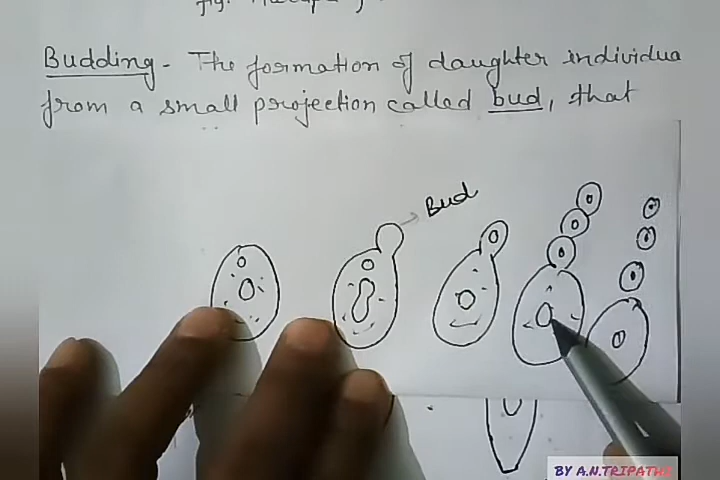 Budding - The formation of daughter individua
from a small projection called bud, that
Bud
BY A.N.TRIPATHI